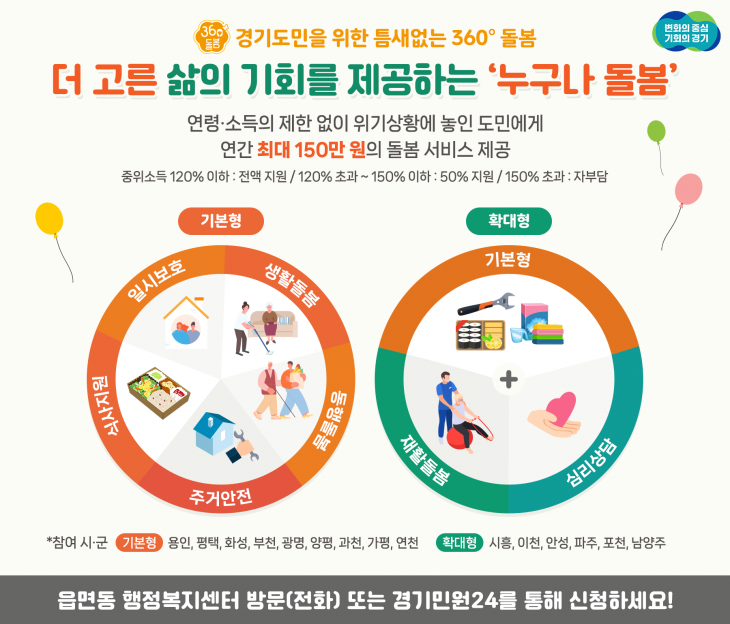 360° 돌봄
경기도민을 위한 틈새없는 360° 돌봄
변화의 중심
기회의 경기
더 고른 삶의 기회를 제공하는 ‘누구나 돌봄’
연령·소득의 제한 없이 위기상황에 놓인 도민에게
연간 최대 150만 원의 돌봄 서비스 제공
중위소득 120% 이하 : 전액 지원 / 120% 초과 ~ 150% 이하 : 50% 지원 / 150% 초과 : 자부담
기본형
일시보호
생활돌봄
동행돌봄
주거안전
식사지원
확대형
기본형
+
재활돌봄
심리상담
*참여 시·군 기본형 용인, 평택, 화성, 부천, 광명, 양평, 과천, 가평, 연천 확대형 시흥, 이천, 안성, 파주, 포천, 남양주
읍면동 행정복지센터 방문(전화) 또는 경기민원24를 통해 신청하세요!